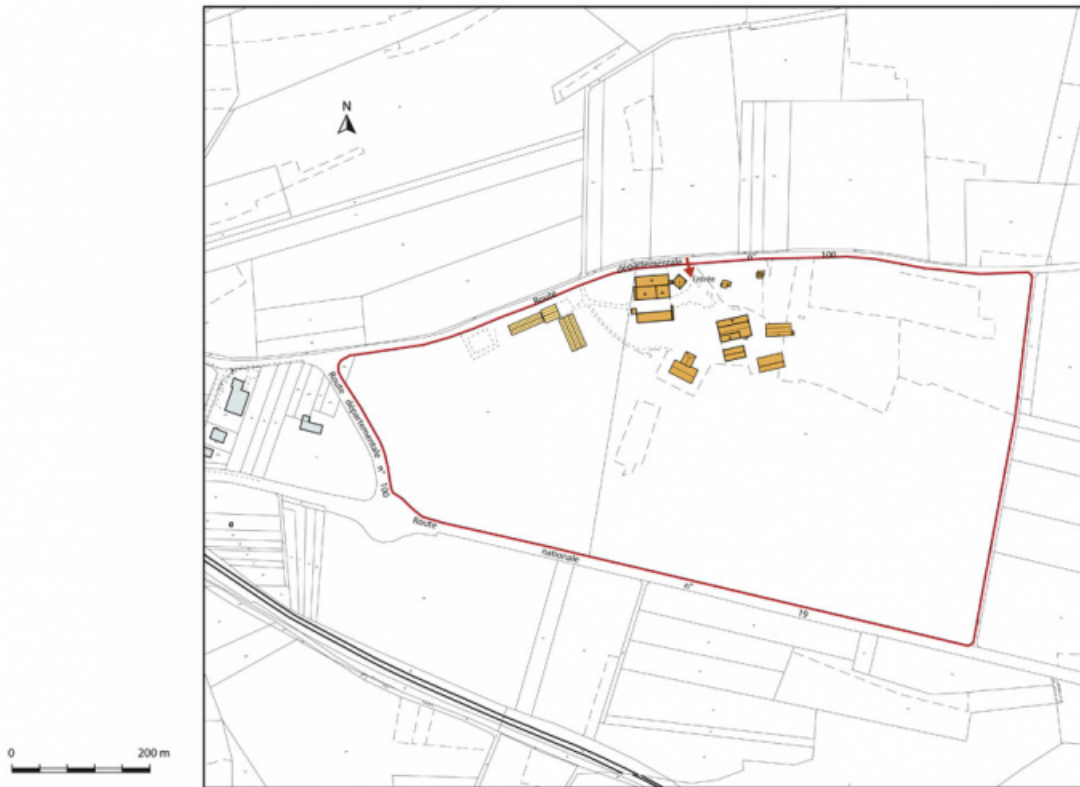 N
Route
départementale
n°
100
Entrée
Route départementale n° 100
Route
nationale
n°
19
0 200 m